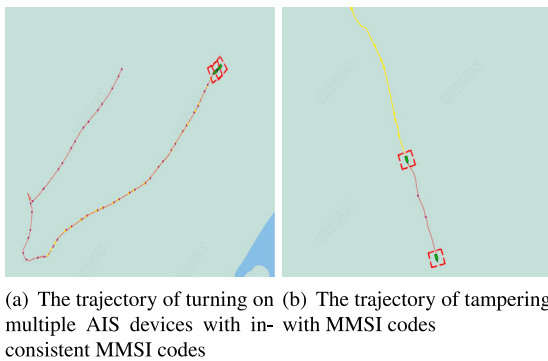 (a) The trajectory of turning on
multiple AIS devices with in-
consistent MMSI codes
(b) The trajectory of tampering
with MMSI codes